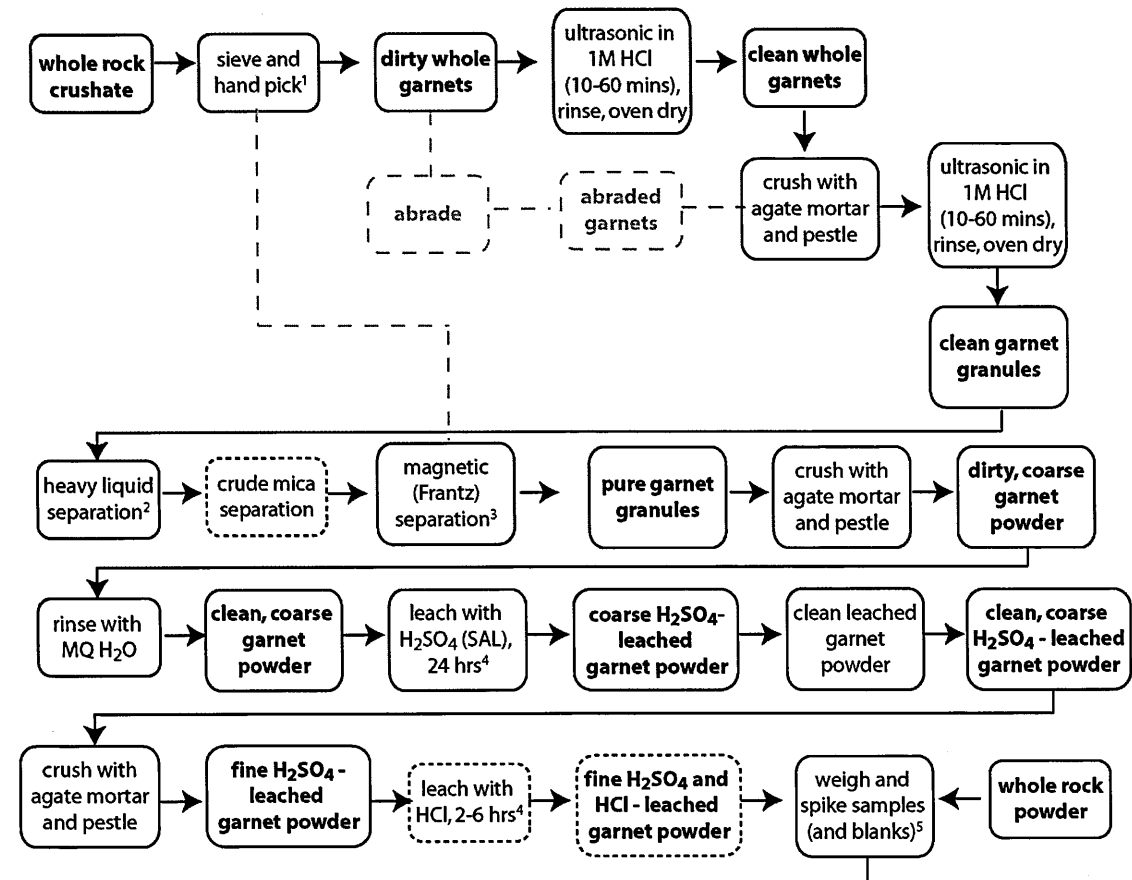 whole rock
crushate
sieve and
hand pick¹
dirty whole
garnets
ultrasonic in
1M HCl
(10-60 mins),
rinse, oven dry
clean whole
garnets
abrade
abraded
garnets
crush with
agate mortar
and pestle
ultrasonic in
1M HCl
(10-60 mins),
rinse, oven dry
clean garnet
granules
heavy liquid
separation²
crude mica
separation
magnetic
(Frantz)
separation³
pure garnet
granules
crush with
agate mortar
and pestle
dirty, coarse
garnet
powder
rinse with
MQ H₂O
clean, coarse
garnet
powder
leach with
H₂SO₄ (SAL),
24 hrs⁴
coarse H₂SO₄-
leached
garnet powder
clean leached
garnet
powder
clean, coarse
H₂SO₄ - leached
garnet powder
crush with
agate mortar
and pestle
fine H₂SO₄ -
leached
garnet powder
leach with
HCl, 2-6 hrs⁴
fine H₂SO₄ and
HCl - leached
garnet powder
weigh and
spike samples
(and blanks)⁵
whole rock
powder